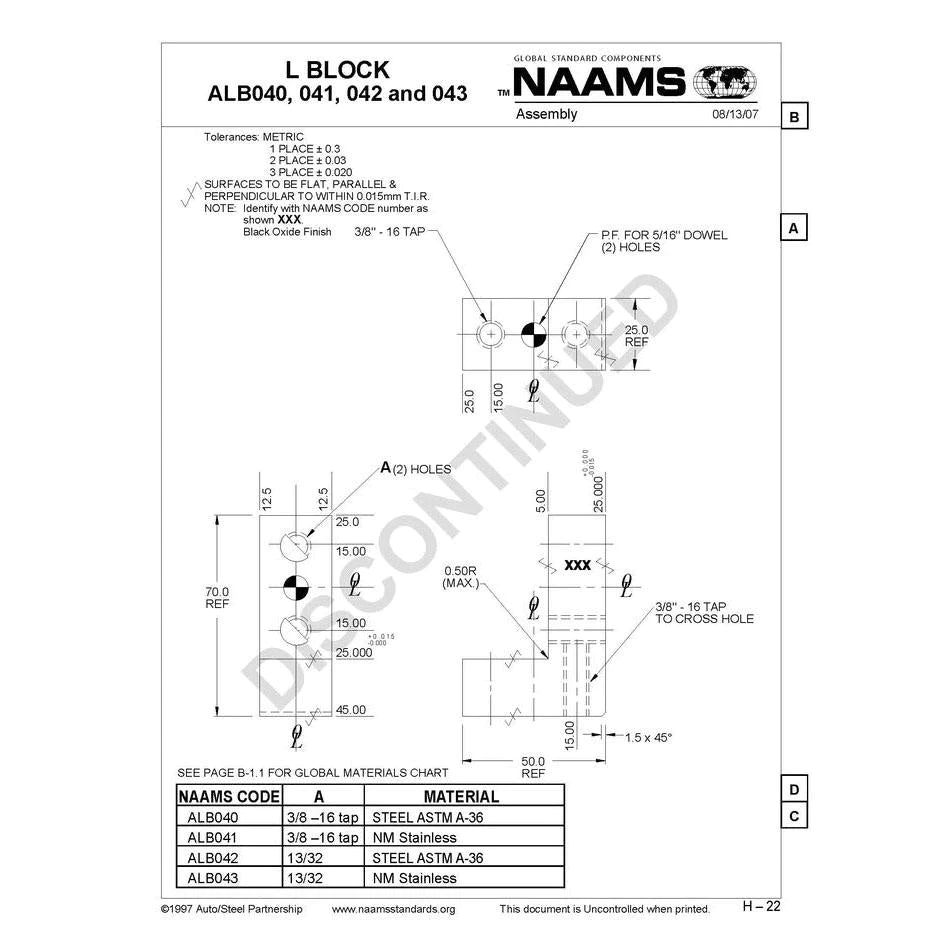 L BLOCK
ALB040, 041, 042 and 043
GLOBAL STANDARD COMPONENTS
TM NAAMS
Assembly
08/13/07
B
Tolerances: METRIC
1 PLACE ± 0.3
2 PLACE ± 0.03
3 PLACE ± 0.020
SURFACES TO BE FLAT, PARALLEL &
PERPENDICULAR TO WITHIN 0.015mm T.I.R.
NOTE: Identify with NAAMS CODE number as
shown XXX.
Black Oxide Finish
3/8" - 16 TAP
P.F. FOR 5/16" DOWEL
(2) HOLES
A
25.0
REF
25.0
15.00
DISCONTINUED
A (2) HOLES
12.5
12.5
25.0
15.00
70.0
REF
15.00
+0.015
-0.000
25.000
45.00
5.00
25.000
+0.000
-0.015
XXX
0.50R
(MAX.)
3/8" - 16 TAP
TO CROSS HOLE
15.00
1.5 x 45°
50.0
REF
SEE PAGE B-1.1 FOR GLOBAL MATERIALS CHART
NAAMS CODE A MATERIAL
ALB040 3/8 –16 tap STEEL ASTM A-36
ALB041 3/8 –16 tap NM Stainless
ALB042 13/32 STEEL ASTM A-36
ALB043 13/32 NM Stainless
D
C
©1997 Auto/Steel Partnership www.naamsstandards.org This document is Uncontrolled when printed. H – 22